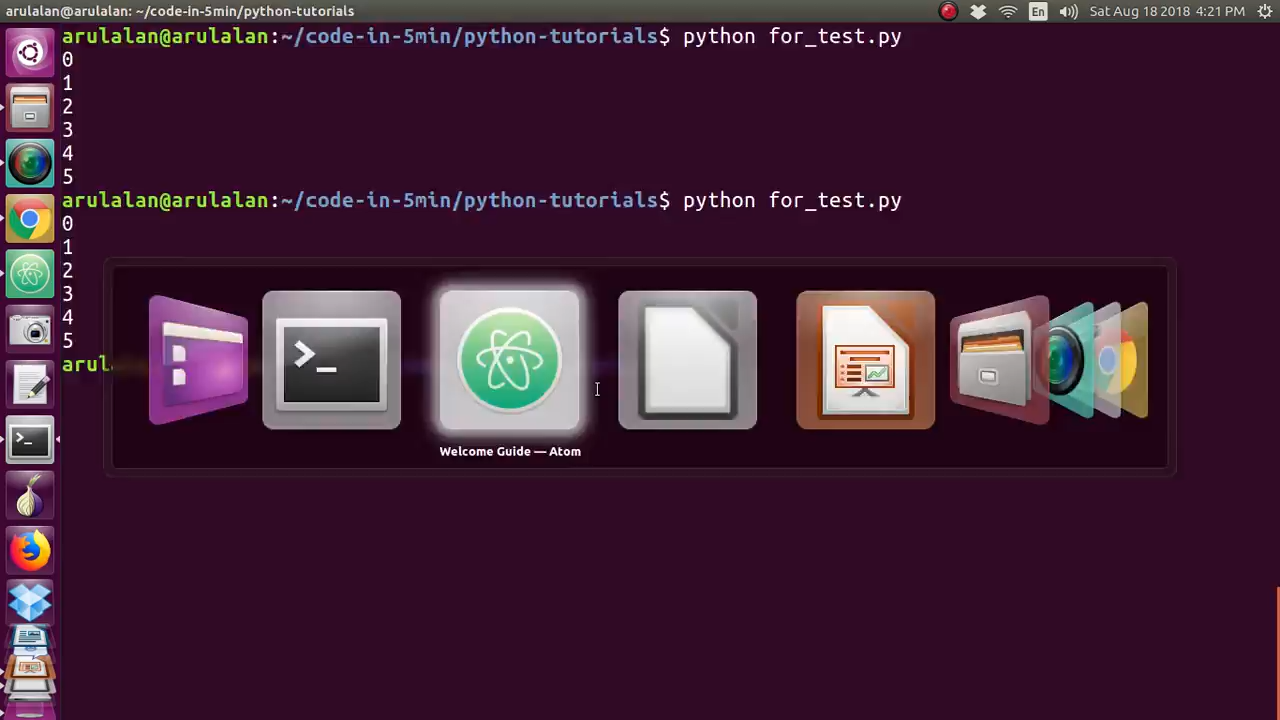 arulalan@arulalan: ~/code-in-5min/python-tutorials
En
Sat Aug 18 2018 4:21 PM
arulalan@arulalan:~/code-in-5min/python-tutorials$ python for_test.py
0
1
2
3
4
5
arulalan@arulalan:~/code-in-5min/python-tutorials$ python for_test.py
0
1
2
3
4
5
arul
>_
Welcome Guide — Atom